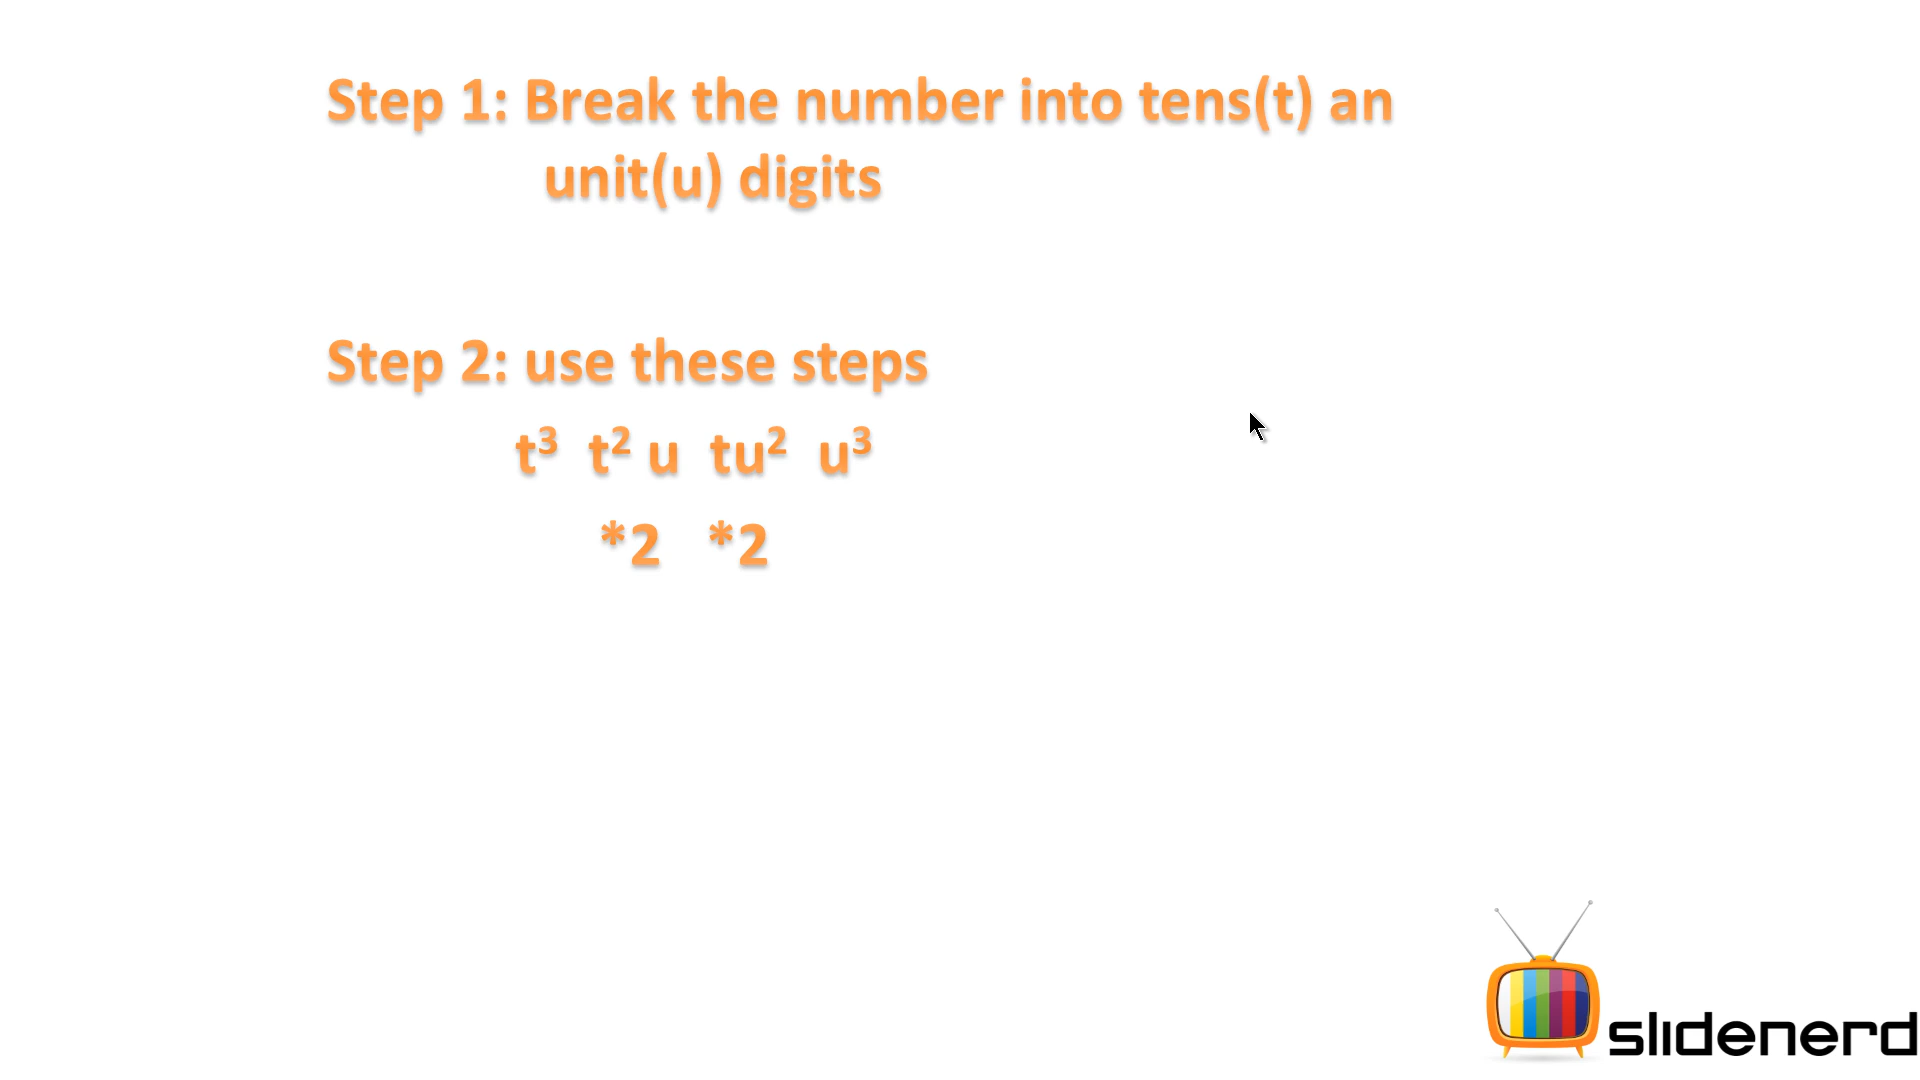 Step 1: Break the number into tens(t) an
unit(u) digits
Step 2: use these steps
t³ t² u tu² u³
*2 *2
slidenerd